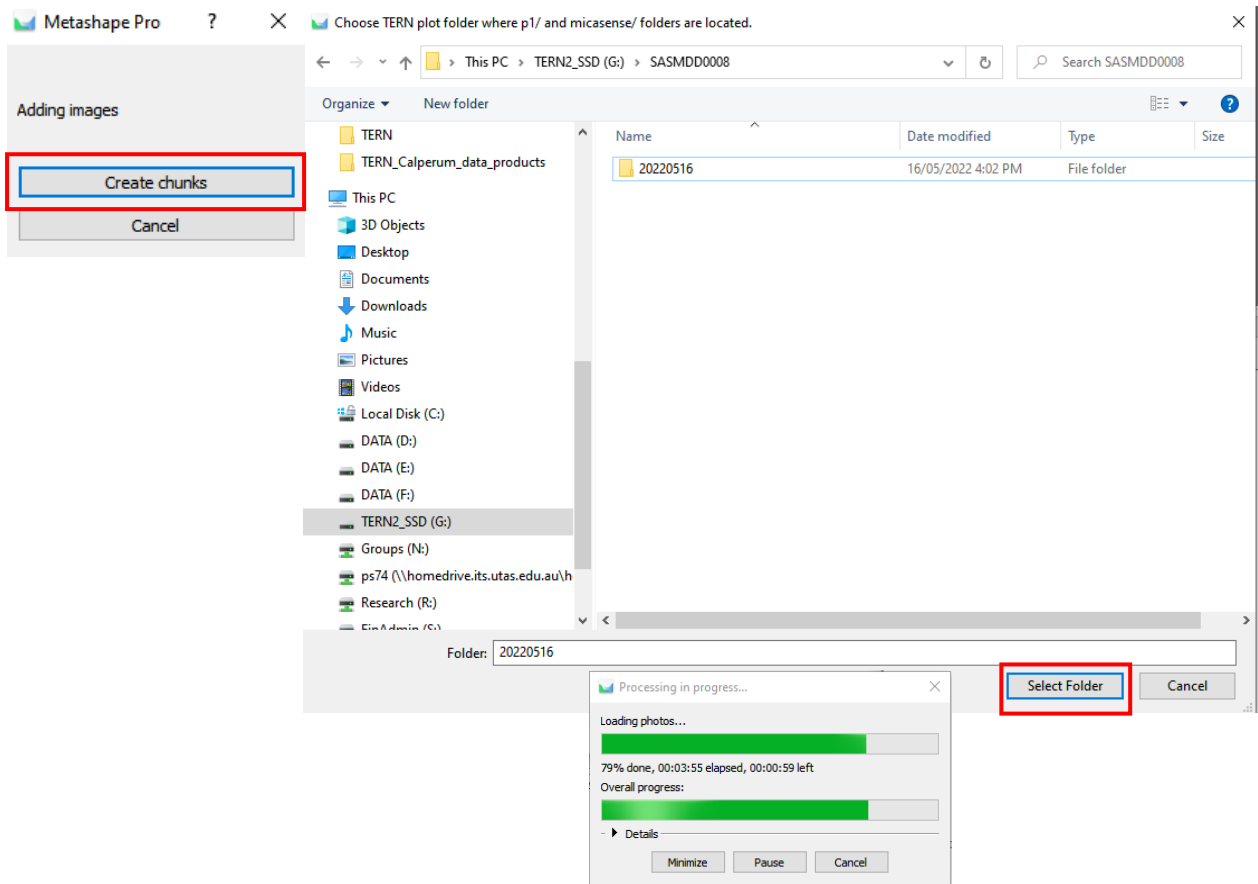 Metashape Pro ? ×
Adding images
Create chunks
Cancel
Choose TERN plot folder where p1/ and micasense/ folders are located.
This PC > TERN2_SSD (G:) > SASMDD0008
Search SASMDD0008
Organize
New folder
TERN
TERN_Calperum_data_products
This PC
3D Objects
Desktop
Documents
Downloads
Music
Pictures
Videos
Local Disk (C:)
DATA (D:)
DATA (E:)
DATA (F:)
TERN2_SSD (G:)
Groups (N:)
ps74 (\\homedrive.its.utas.edu.au\h
Research (R:)
FinAdmin (S:)
Name Date modified Type Size
20220516 16/05/2022 4:02 PM File folder
Folder: 20220516
Select Folder Cancel
Processing in progress...
Loading photos...
79% done, 00:03:55 elapsed, 00:00:59 left
Overall progress:
Details
Minimize Pause Cancel